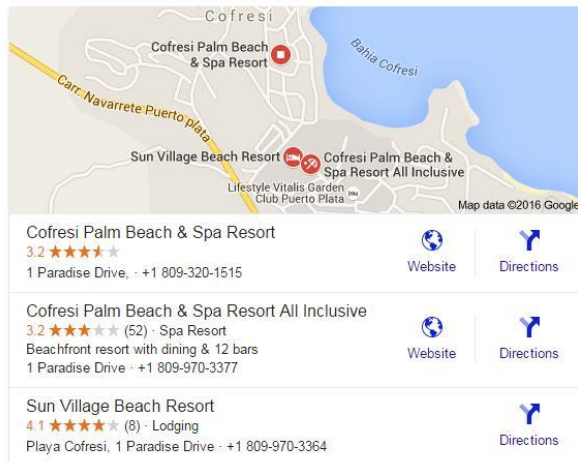 Cofresi
Cofresi Palm Beach
& Spa Resort
Bahia Cofresi
Carr. Navarrete Puerto plata
Sun Village Beach Resort
Cofresi Palm Beach &
Spa Resort All Inclusive
Lifestyle Vitalis Garden
Club Puerto Plata
Map data ©2016 Google
Cofresi Palm Beach & Spa Resort
3.2
1 Paradise Drive, · +1 809-320-1515
Website
Directions
Cofresi Palm Beach & Spa Resort All Inclusive
3.2 (52) · Spa Resort
Beachfront resort with dining & 12 bars
1 Paradise Drive · +1 809-970-3377
Website
Directions
Sun Village Beach Resort
4.1 (8) · Lodging
Playa Cofresi, 1 Paradise Drive · +1 809-970-3364
Directions